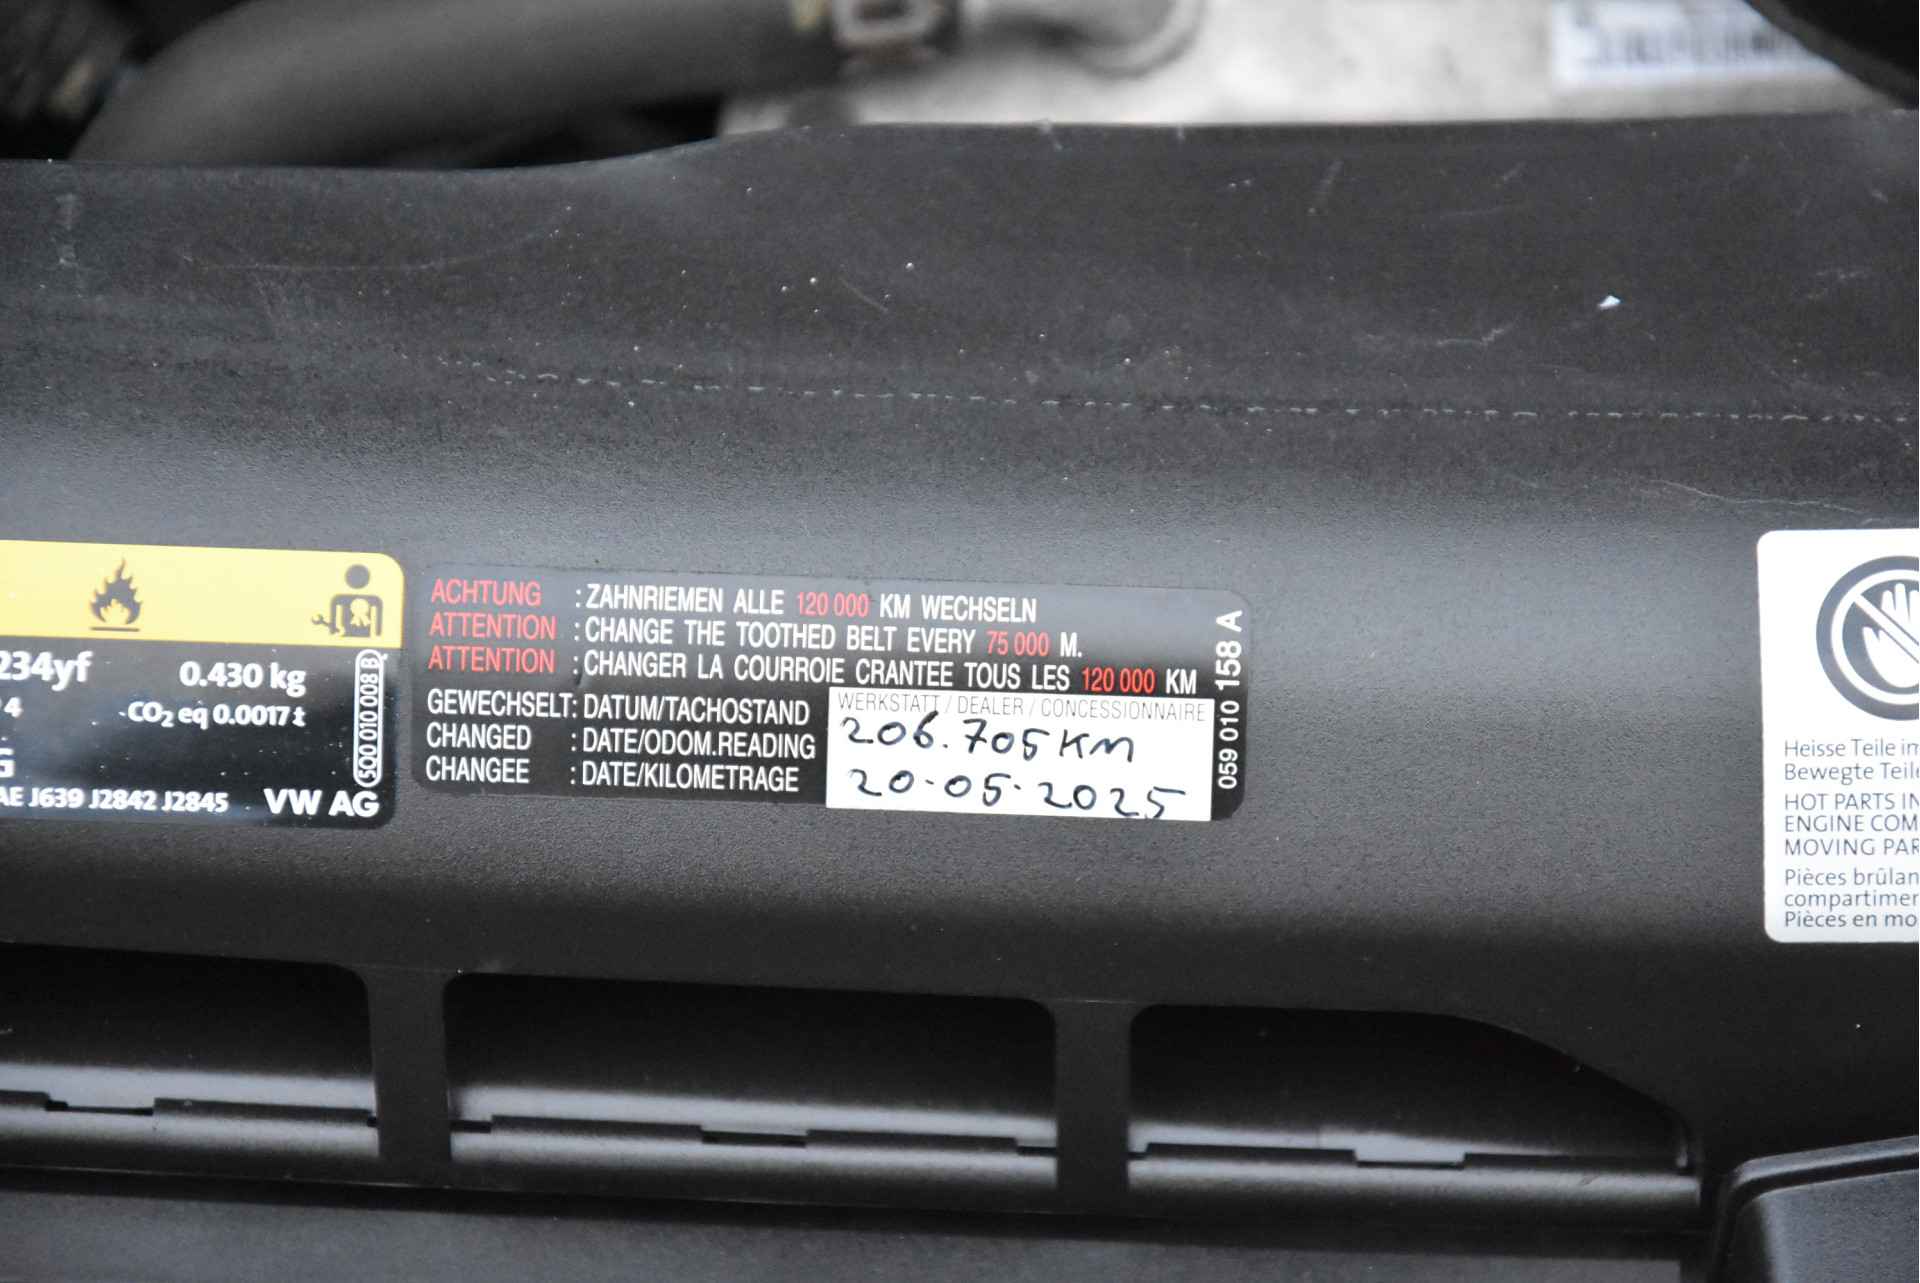 234yf 0.430 kg
4 CO₂ eq 0.0017 t
G
AE J639 J2842 J2845 VW AG
5Q0 010 008 B
ACHTUNG : ZAHNRIEMEN ALLE 120 000 KM WECHSELN
ATTENTION : CHANGE THE TOOTHED BELT EVERY 75 000 M.
ATTENTION : CHANGER LA COURROIE CRANTEE TOUS LES 120 000 KM
GEWECHSELT: DATUM/TACHOSTAND
CHANGED : DATE/ODOM.READING
CHANGEE : DATE/KILOMETRAGE
WERKSTATT / DEALER / CONCESSIONNAIRE
206.705 KM
20-05.2025
059 010 158 A
Heisse Teile im
Bewegte Teile
HOT PARTS IN
ENGINE COM
MOVING PAR
Pièces brûlan
compartimen
Pièces en mo